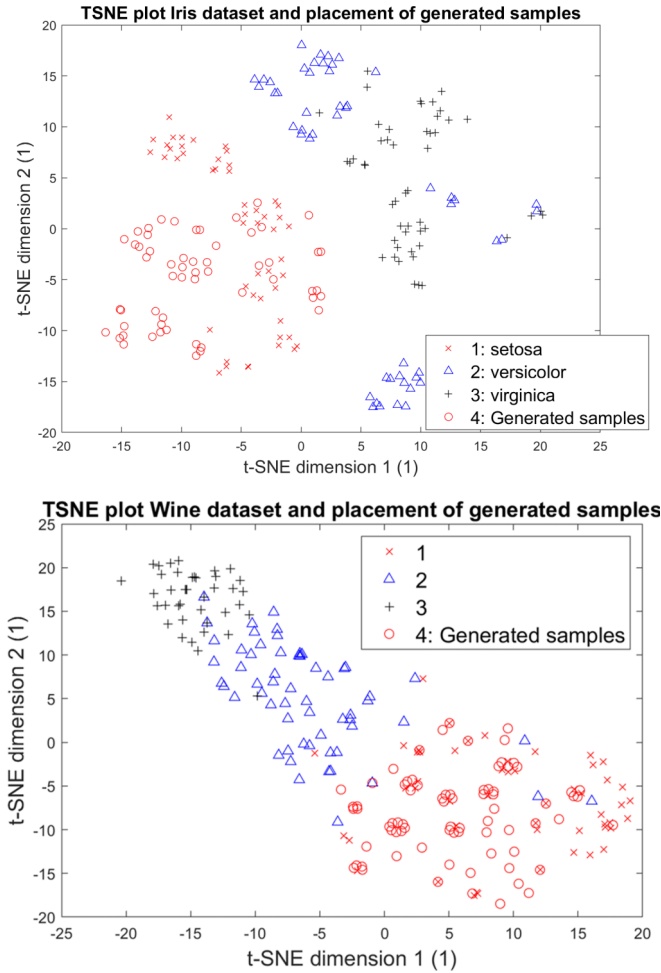 TSNE plot Iris dataset and placement of generated samples
20
15
10
5
0
-5
-10
-15
-20
t-SNE dimension 2 (1)
1: setosa
2: versicolor
3: virginica
4: Generated samples
-20 -15 -10 -5 0 5 10 15 20 25
t-SNE dimension 1 (1)
TSNE plot Wine dataset and placement of generated samples
25
20
15
10
5
0
-5
-10
-15
-20
t-SNE dimension 2 (1)
1
2
3
4: Generated samples
-25 -20 -15 -10 -5 0 5 10 15 20
t-SNE dimension 1 (1)